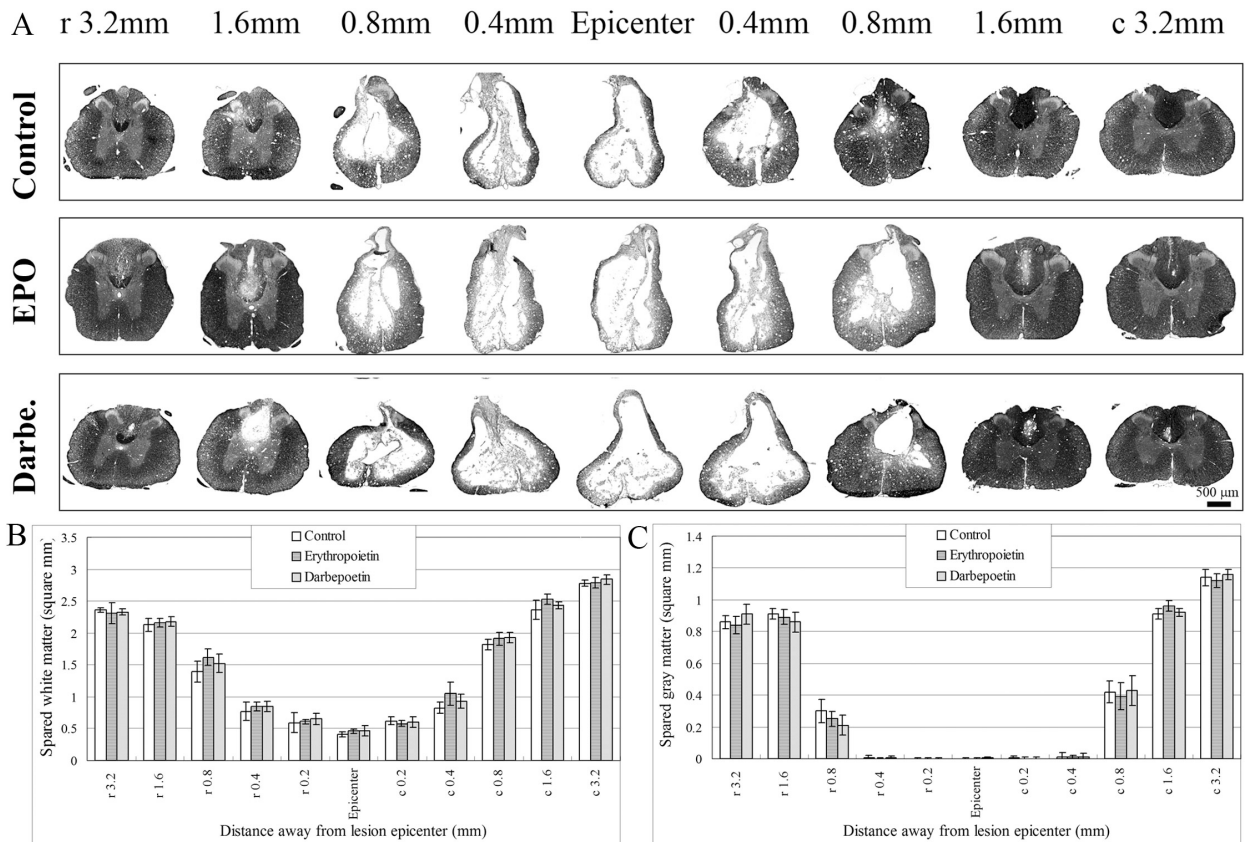 A r 3.2mm 1.6mm 0.8mm 0.4mm Epicenter 0.4mm 0.8mm 1.6mm c 3.2mm
Control
EPO
Darbe.
500 µm
B
Control
Erythropoietin
Darbepoetin
Spared white matter (square mm)
3.5
3
2.5
2
1.5
1
0.5
0
r 3.2 r 1.6 r 0.8 r 0.4 r 0.2 Epicenter c 0.2 c 0.4 c 0.8 c 1.6 c 3.2
Distance away from lesion epicenter (mm)
C
Control
Erythropoietin
Darbepoetin
Spared gray matter (square mm)
1.4
1.2
1
0.8
0.6
0.4
0.2
0
r 3.2 r 1.6 r 0.8 r 0.4 r 0.2 Epicenter c 0.2 c 0.4 c 0.8 c 1.6 c 3.2
Distance away from lesion epicenter (mm)